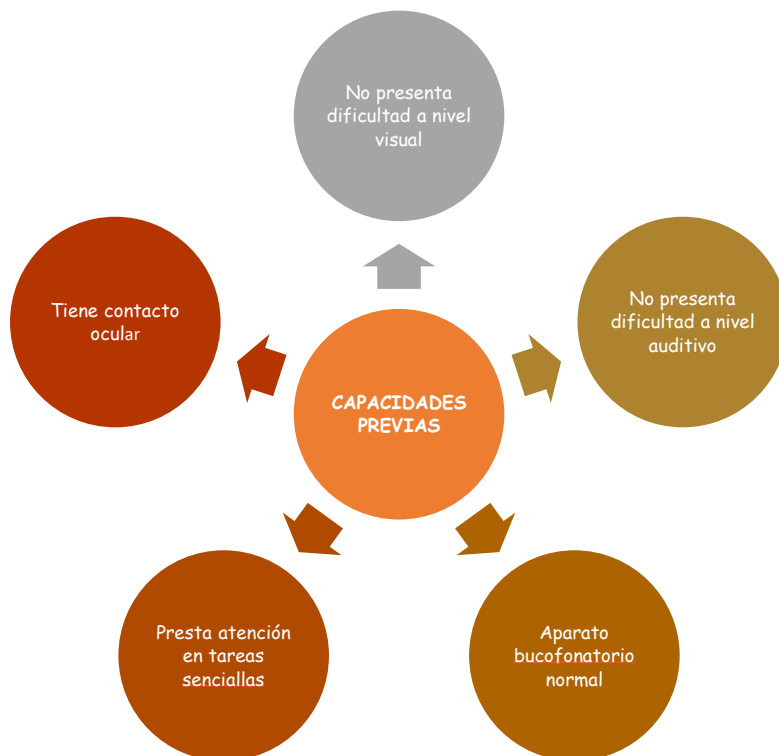 No presenta
dificultad a nivel
visual
Tiene contacto
ocular
No presenta
dificultad a nivel
auditivo
CAPACIDADES
PREVIAS
Presta atención
en tareas
senciallas
Aparato
bucofonatorio
normal